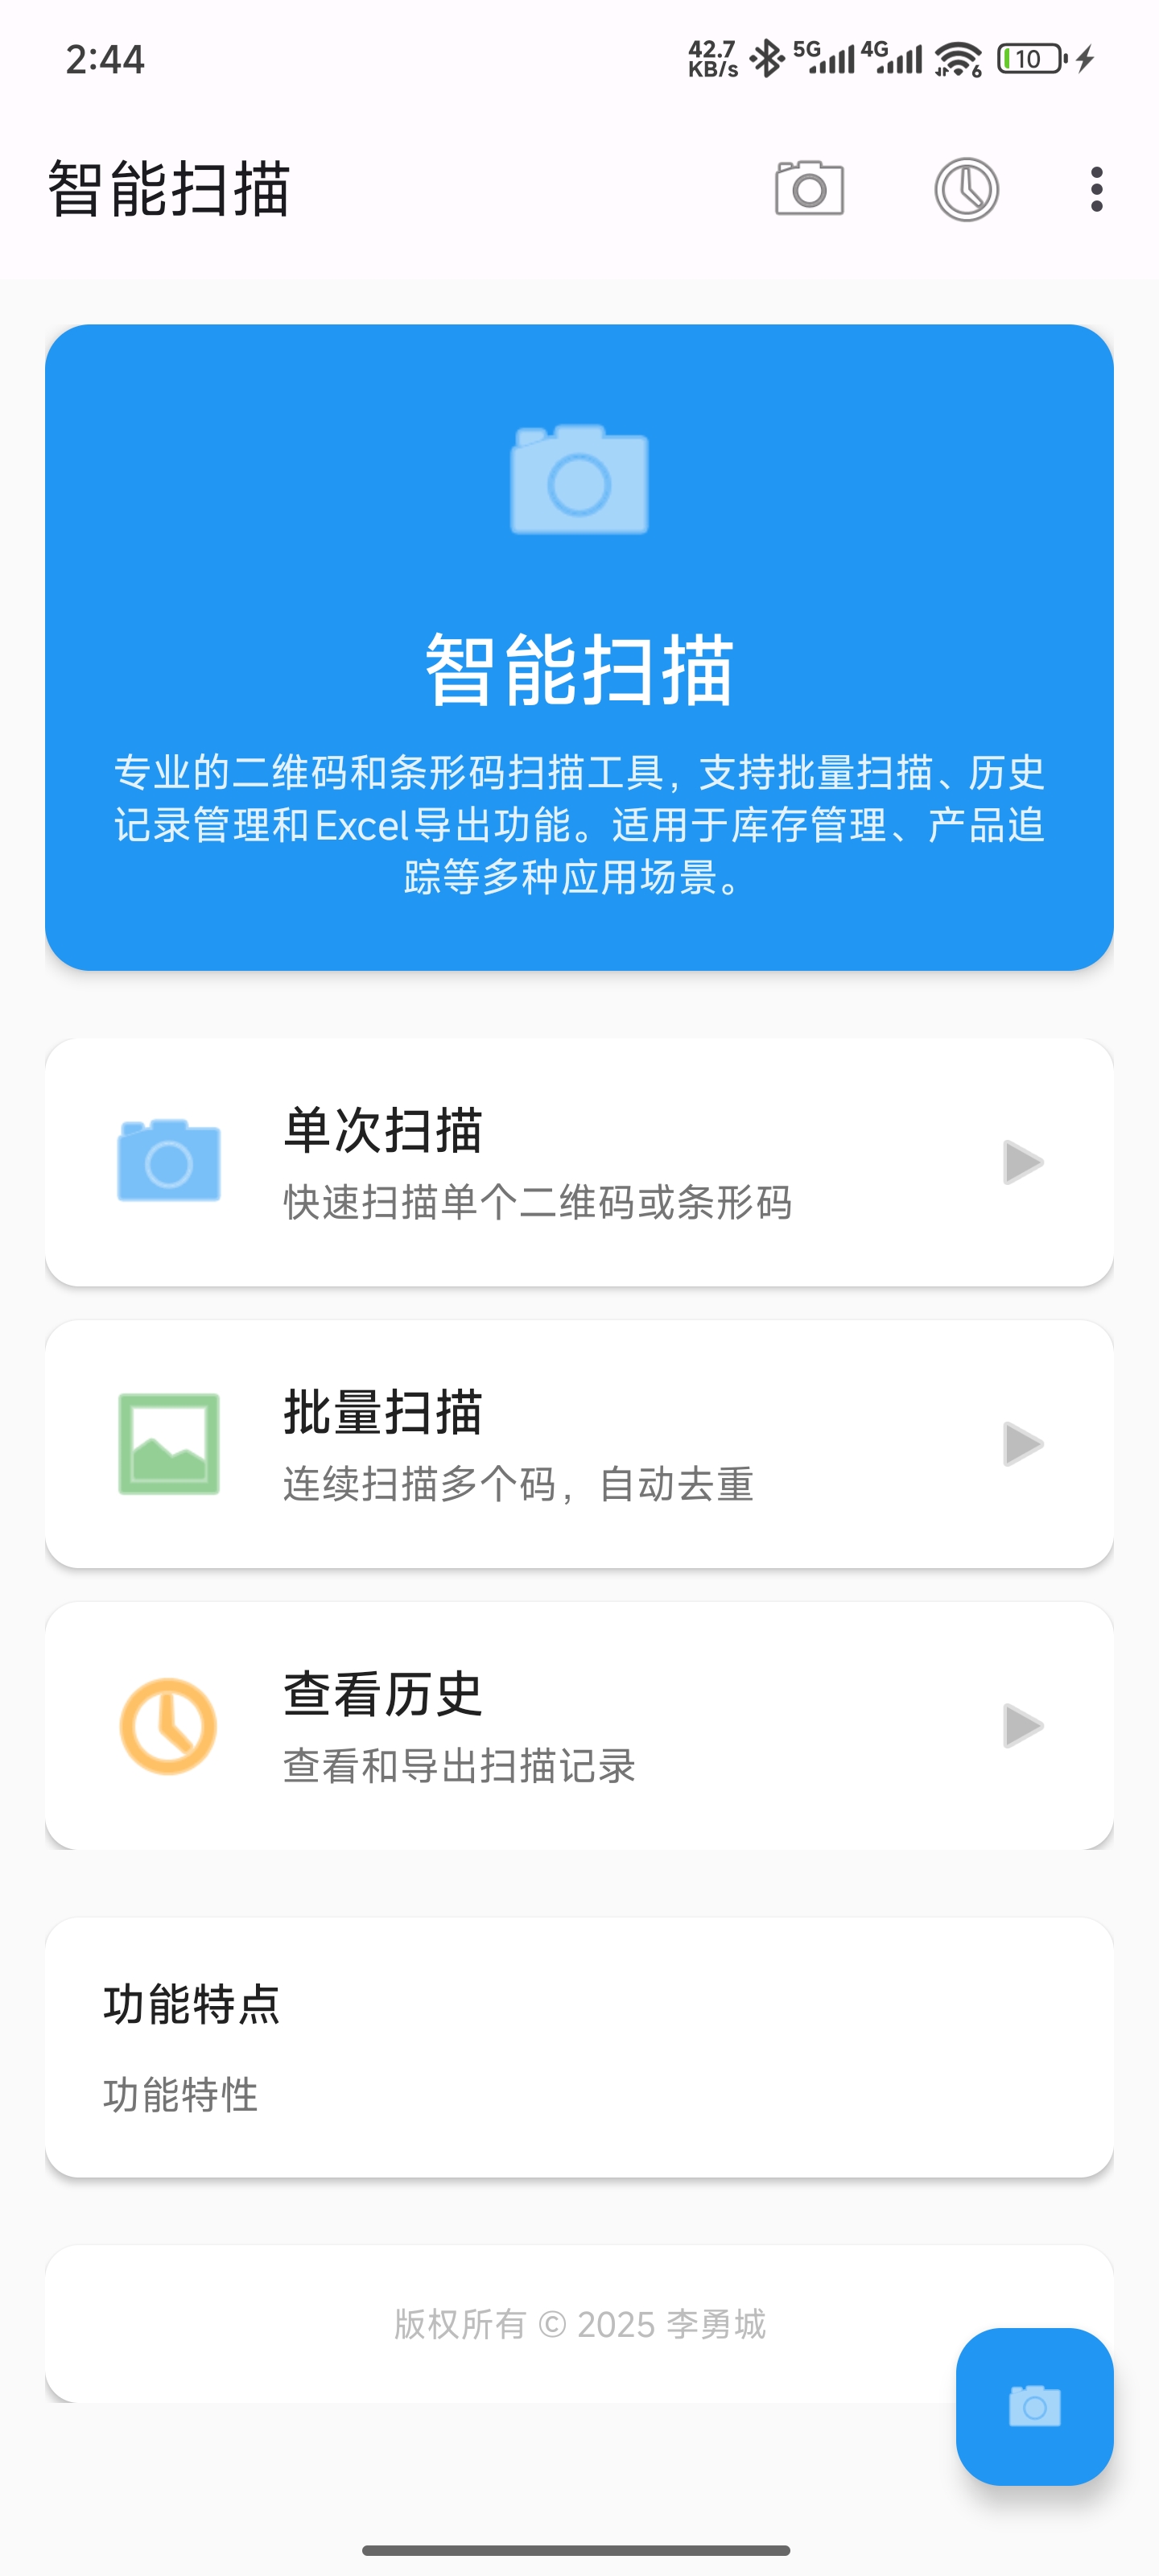 2:44
42.7
KB/s
5G
4G
6
10
智能扫描
智能扫描
专业的二维码和条形码扫描工具，支持批量扫描、历史
记录管理和Excel导出功能。适用于库存管理、产品追
踪等多种应用场景。
单次扫描
快速扫描单个二维码或条形码
批量扫描
连续扫描多个码，自动去重
查看历史
查看和导出扫描记录
功能特点
功能特性
版权所有 © 2025 李勇城